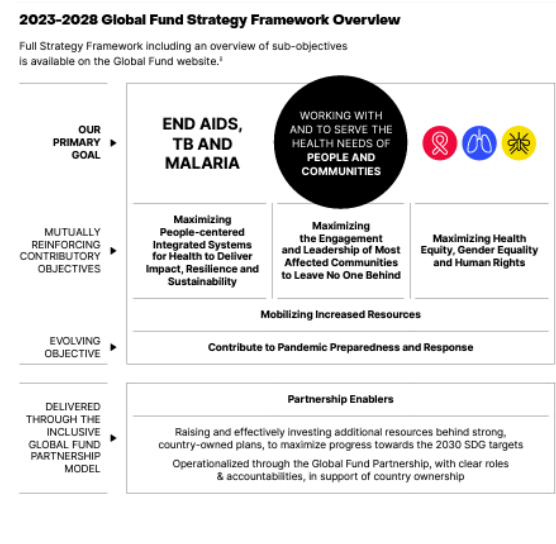 2023-2028 Global Fund Strategy Framework Overview
Full Strategy Framework including an overview of sub-objectives
is available on the Global Fund website.
OUR
PRIMARY
GOAL
END AIDS,
TB AND
MALARIA
WORKING WITH
AND TO SERVE THE
HEALTH NEEDS OF
PEOPLE AND
COMMUNITIES
MUTUALLY
REINFORCING
CONTRIBUTORY
OBJECTIVES
Maximizing
People-centered
Integrated Systems
for Health to Deliver
Impact, Resilience and
Sustainability
Maximizing
the Engagement
and Leadership of Most
Affected Communities
to Leave No One Behind
Maximizing Health
Equity, Gender Equality
and Human Rights
Mobilizing Increased Resources
EVOLVING
OBJECTIVE
Contribute to Pandemic Preparedness and Response
DELIVERED
THROUGH THE
INCLUSIVE
GLOBAL FUND
PARTNERSHIP
MODEL
Partnership Enablers
Raising and effectively investing additional resources behind strong,
country-owned plans, to maximize progress towards the 2030 SDG targets
Operationalized through the Global Fund Partnership, with clear roles
& accountabilities, in support of country ownership